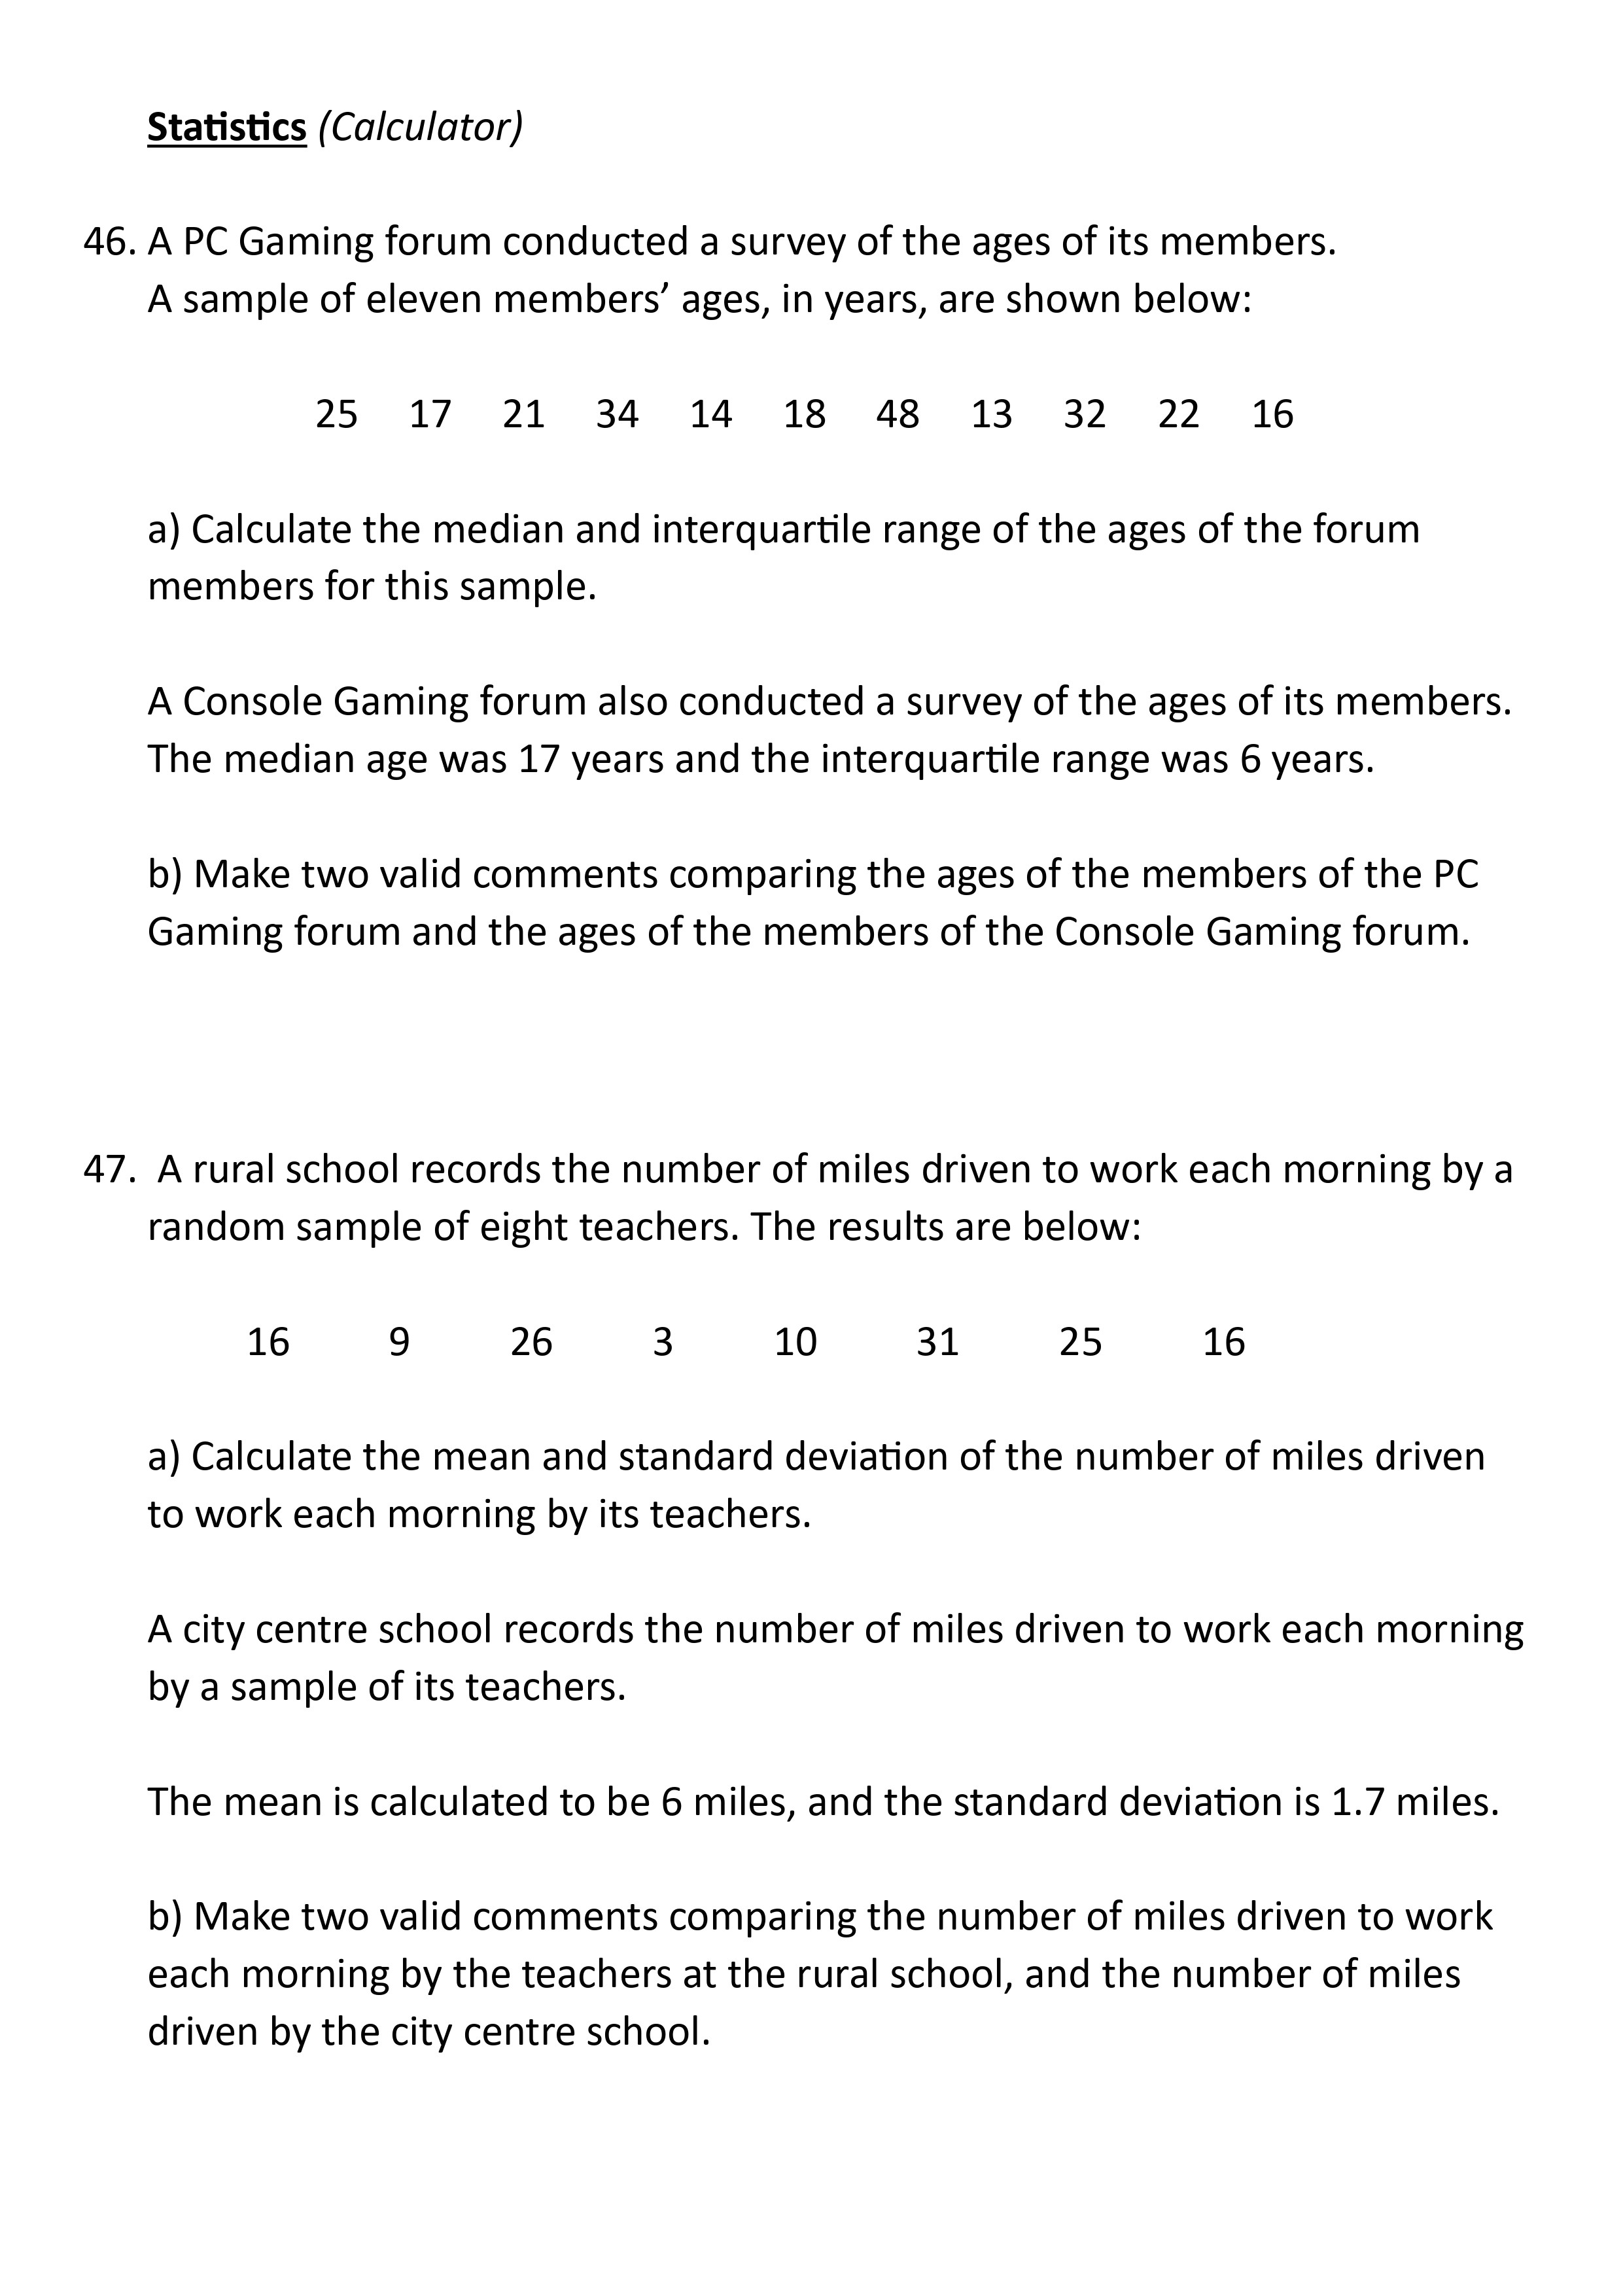 Statistics (Calculator)
46. A PC Gaming forum conducted a survey of the ages of its members.
A sample of eleven members’ ages, in years, are shown below:
25 17 21 34 14 18 48 13 32 22 16
a) Calculate the median and interquartile range of the ages of the forum
members for this sample.
A Console Gaming forum also conducted a survey of the ages of its members.
The median age was 17 years and the interquartile range was 6 years.
b) Make two valid comments comparing the ages of the members of the PC
Gaming forum and the ages of the members of the Console Gaming forum.
47. A rural school records the number of miles driven to work each morning by a
random sample of eight teachers. The results are below:
16 9 26 3 10 31 25 16
a) Calculate the mean and standard deviation of the number of miles driven
to work each morning by its teachers.
A city centre school records the number of miles driven to work each morning
by a sample of its teachers.
The mean is calculated to be 6 miles, and the standard deviation is 1.7 miles.
b) Make two valid comments comparing the number of miles driven to work
each morning by the teachers at the rural school, and the number of miles
driven by the city centre school.